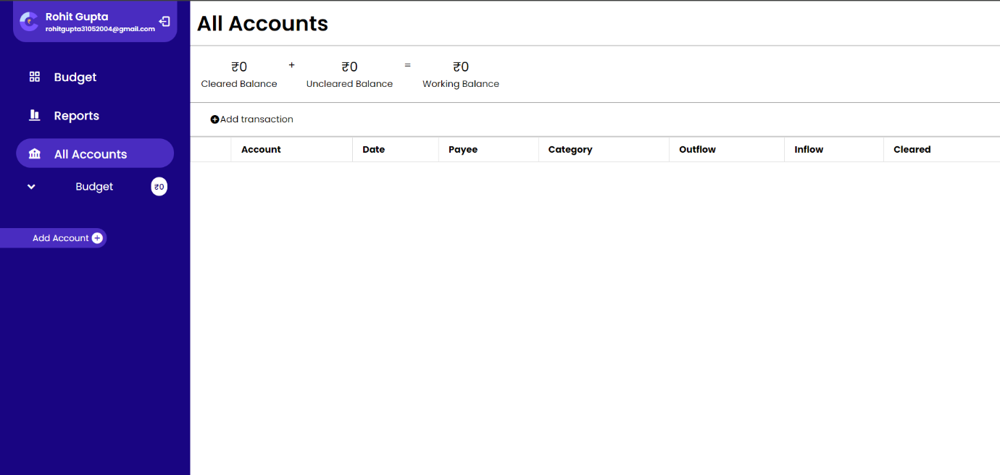 Rohit Gupta
rohitgupta31052004@gmail.com
Budget
Reports
All Accounts
Budget ₹0
Add Account
All Accounts
₹0 + ₹0 = ₹0
Cleared Balance Uncleared Balance Working Balance
Add transaction
Account Date Payee Category Outflow Inflow Cleared